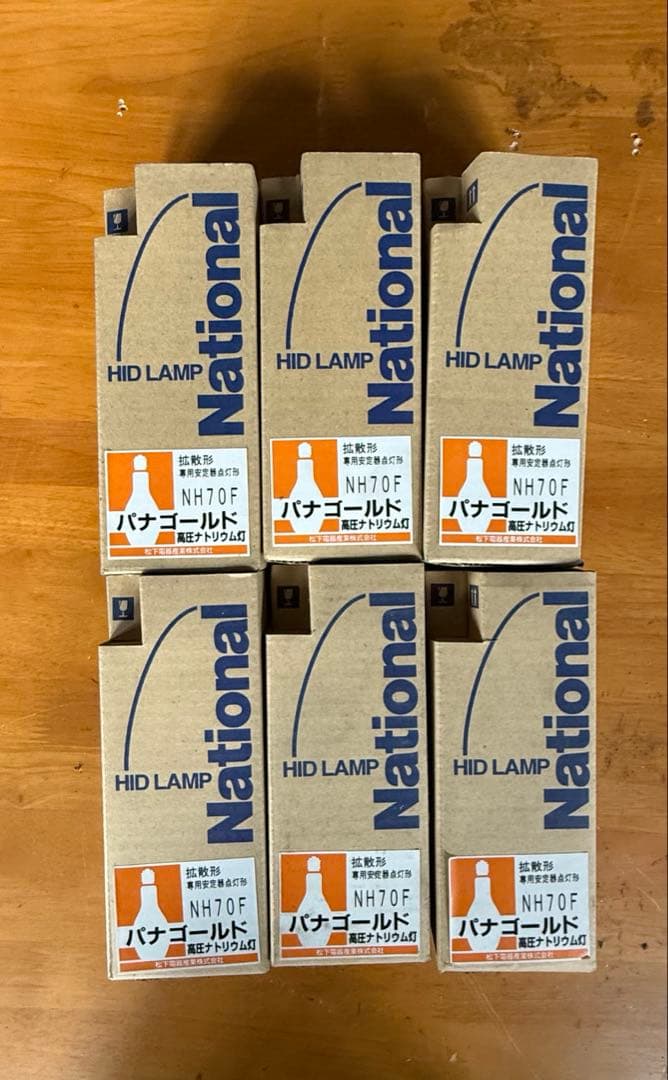 National
HID LAMP
拡散形
専用安定器点灯形
NH70F
パナゴールド
高圧ナトリウム灯
松下電器産業株式会社
National
HID LAMP
拡散形
専用安定器点灯形
NH70F
パナゴールド
高圧ナトリウム灯
松下電器産業株式会社
National
HID LAMP
拡散形
専用安定器点灯形
NH70F
パナゴールド
高圧ナトリウム灯
松下電器産業株式会社
National
HID LAMP
拡散形
専用安定器点灯形
NH70F
パナゴールド
高圧ナトリウム灯
松下電器産業株式会社
National
HID LAMP
拡散形
専用安定器点灯形
NH70F
パナゴールド
高圧ナトリウム灯
松下電器産業株式会社
National
HID LAMP
拡散形
専用安定器点灯形
NH70F
パナゴールド
高圧ナトリウム灯
松下電器産業株式会社